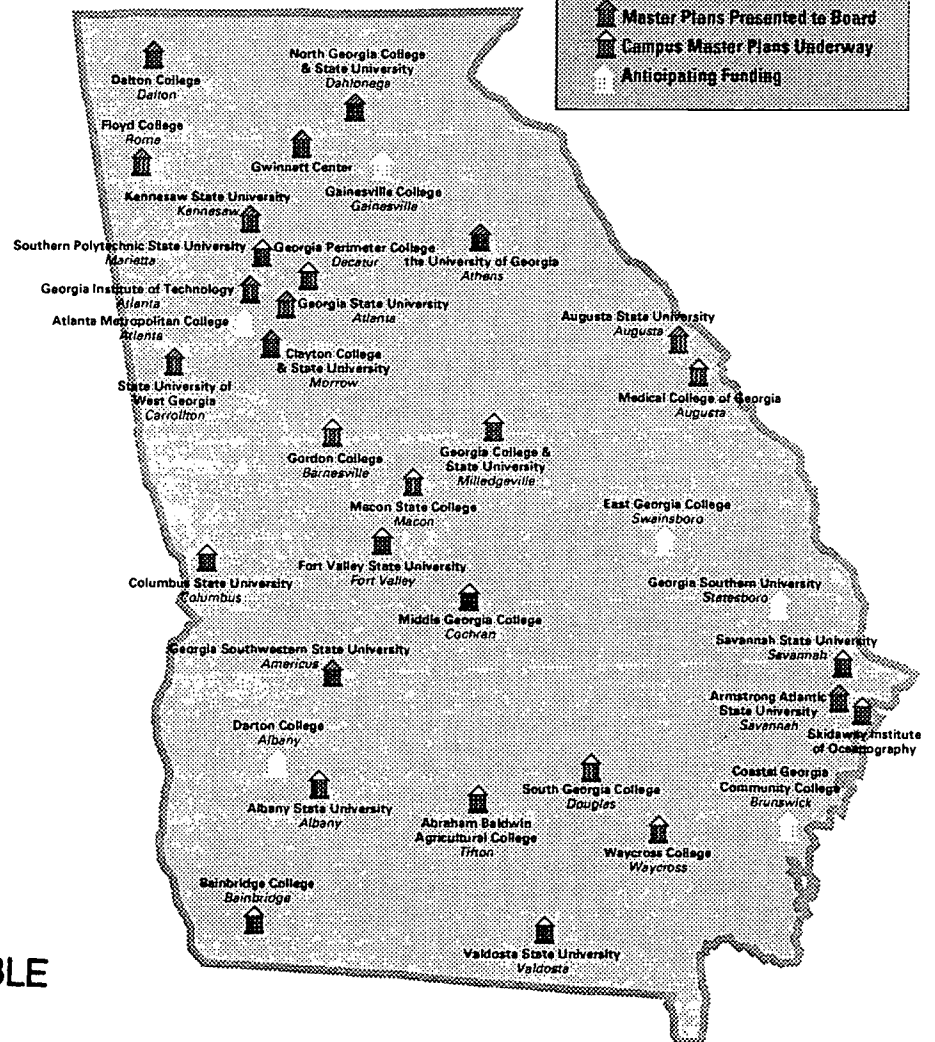 Master Plans Presented to Board
Campus Master Plans Underway
Anticipating Funding
Dalton College
Dalton
North Georgia College
& State University
Dahlonega
Floyd College
Rome
Gwinnett Center
Gainesville College
Gainesville
Kennesaw State University
Kennesaw
Southern Polytechnic State University
Marietta
Georgia Perimeter College
Decatur
the University of Georgia
Athens
Georgia Institute of Technology
Atlanta
Georgia State University
Atlanta
Atlanta Metropolitan College
Atlanta
Augusta State University
Augusta
Clayton College
& State University
Morrow
State University of
West Georgia
Carrollton
Medical College of Georgia
Augusta
Gordon College
Barnesville
Georgia College &
State University
Milledgeville
Macon State College
Macon
East Georgia College
Swainsboro
Fort Valley State University
Fort Valley
Columbus State University
Columbus
Georgia Southern University
Statesboro
Middle Georgia College
Cochran
Savannah State University
Savannah
Georgia Southwestern State University
Americus
Armstrong Atlantic
State University
Savannah
Skidaway Institute
of Oceanography
Darton College
Albany
Albany State University
Albany
South Georgia College
Douglas
Coastal Georgia
Community College
Brunswick
Abraham Baldwin
Agricultural College
Tifton
Waycross College
Waycross
Bainbridge College
Bainbridge
Valdosta State University
Valdosta